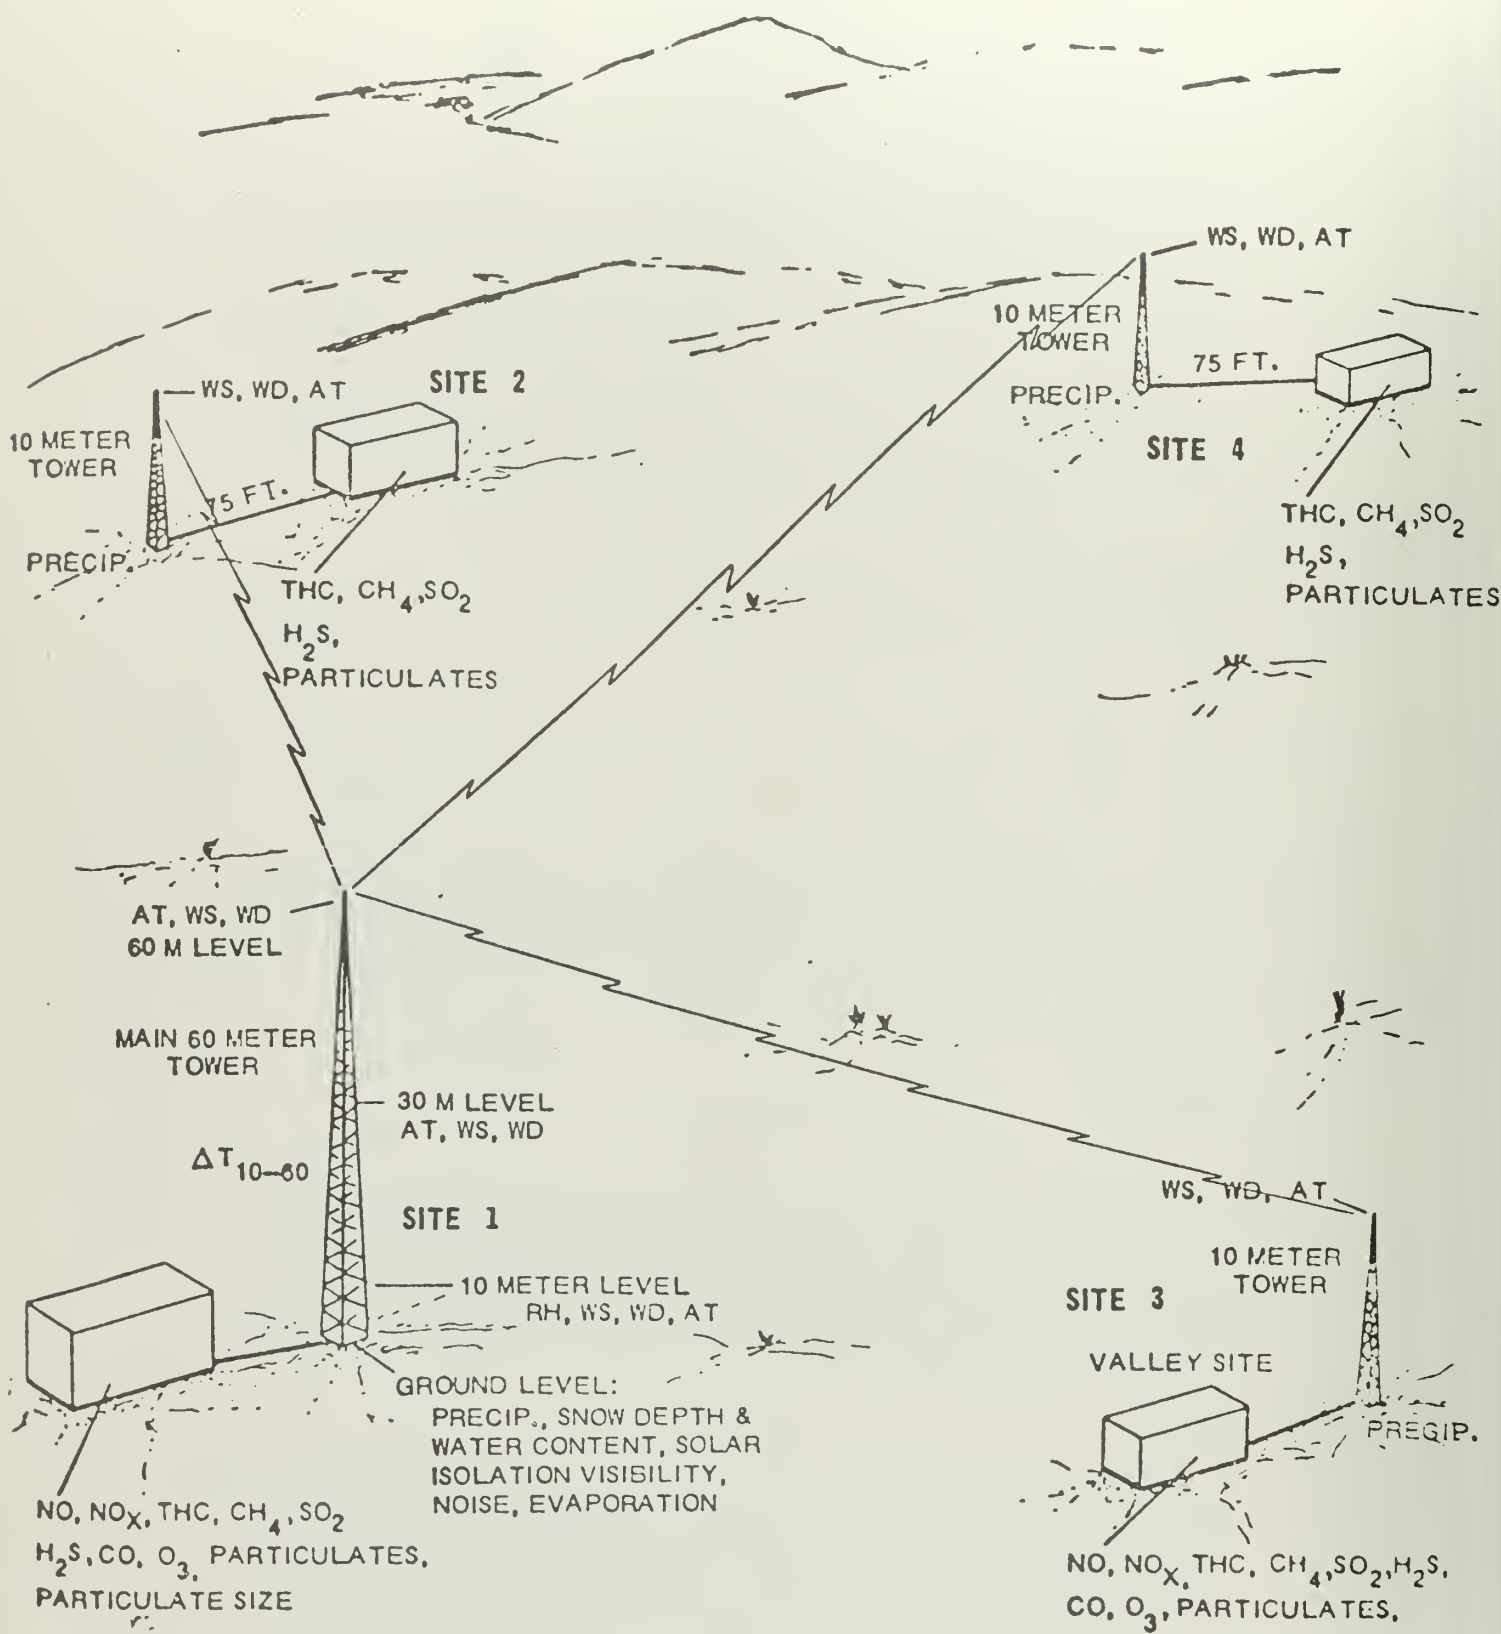 WS, WD, AT
10 METER
TOWER
75 FT.
PRECIP.
SITE 4
THC, CH4, SO2
H2S,
PARTICULATES
WS, WD, AT
SITE 2
10 METER
TOWER
75 FT.
PRECIP.
THC, CH4, SO2
H2S,
PARTICULATES
AT, WS, WD
60 M LEVEL
MAIN 60 METER
TOWER
30 M LEVEL
AT, WS, WD
ΔT10–60
SITE 1
10 METER LEVEL
RH, WS, WD, AT
GROUND LEVEL:
PRECIP., SNOW DEPTH &
WATER CONTENT, SOLAR
ISOLATION VISIBILITY,
NOISE, EVAPORATION
NO, NOX, THC, CH4, SO2
H2S, CO, O3, PARTICULATES,
PARTICULATE SIZE
WS, WD, AT
10 METER
TOWER
SITE 3
VALLEY SITE
PRECIP.
NO, NOX, THC, CH4, SO2, H2S,
CO, O3, PARTICULATES,